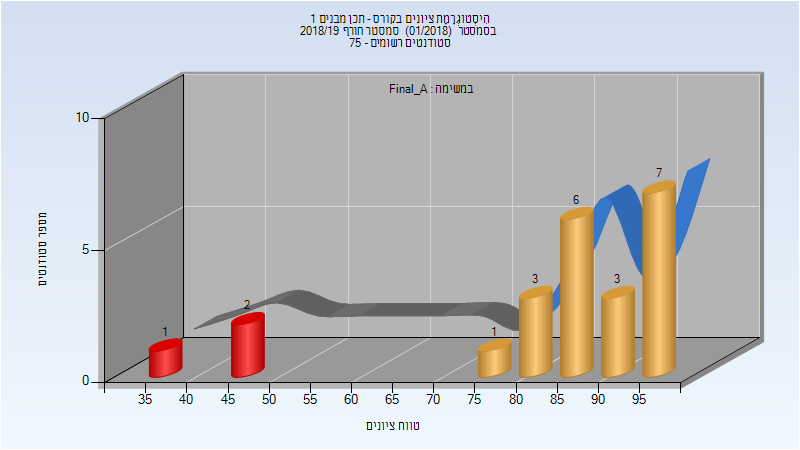 היסטוגרמת ציונים בקורס - תכן מבנים 1
בסמסטר (01/2018) סמסטר חורף 2018/19
סטודנטים רשומים - 75
במשימה : Final_A
מספר סטודנטים
10
5
0
1
2
1
3
6
3
7
35 40 45 50 55 60 65 70 75 80 85 90 95
טווח ציונים